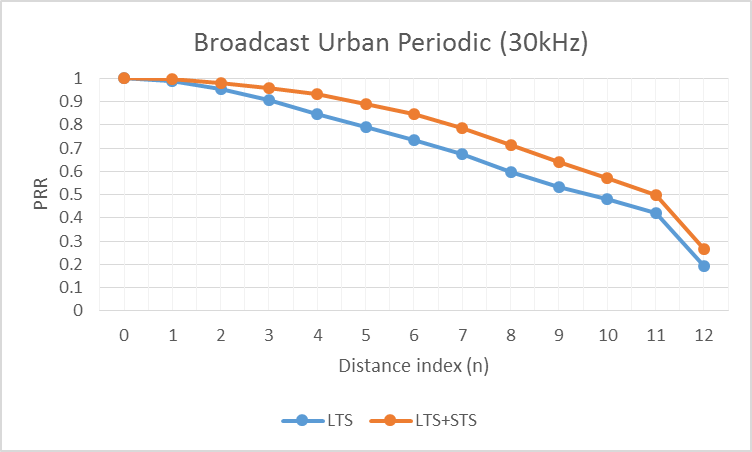 Broadcast Urban Periodic (30kHz)
1
0.9
0.8
0.7
0.6
0.5
0.4
0.3
0.2
0.1
0
PRR
0 1 2 3 4 5 6 7 8 9 10 11 12
Distance index (n)
LTS LTS+STS